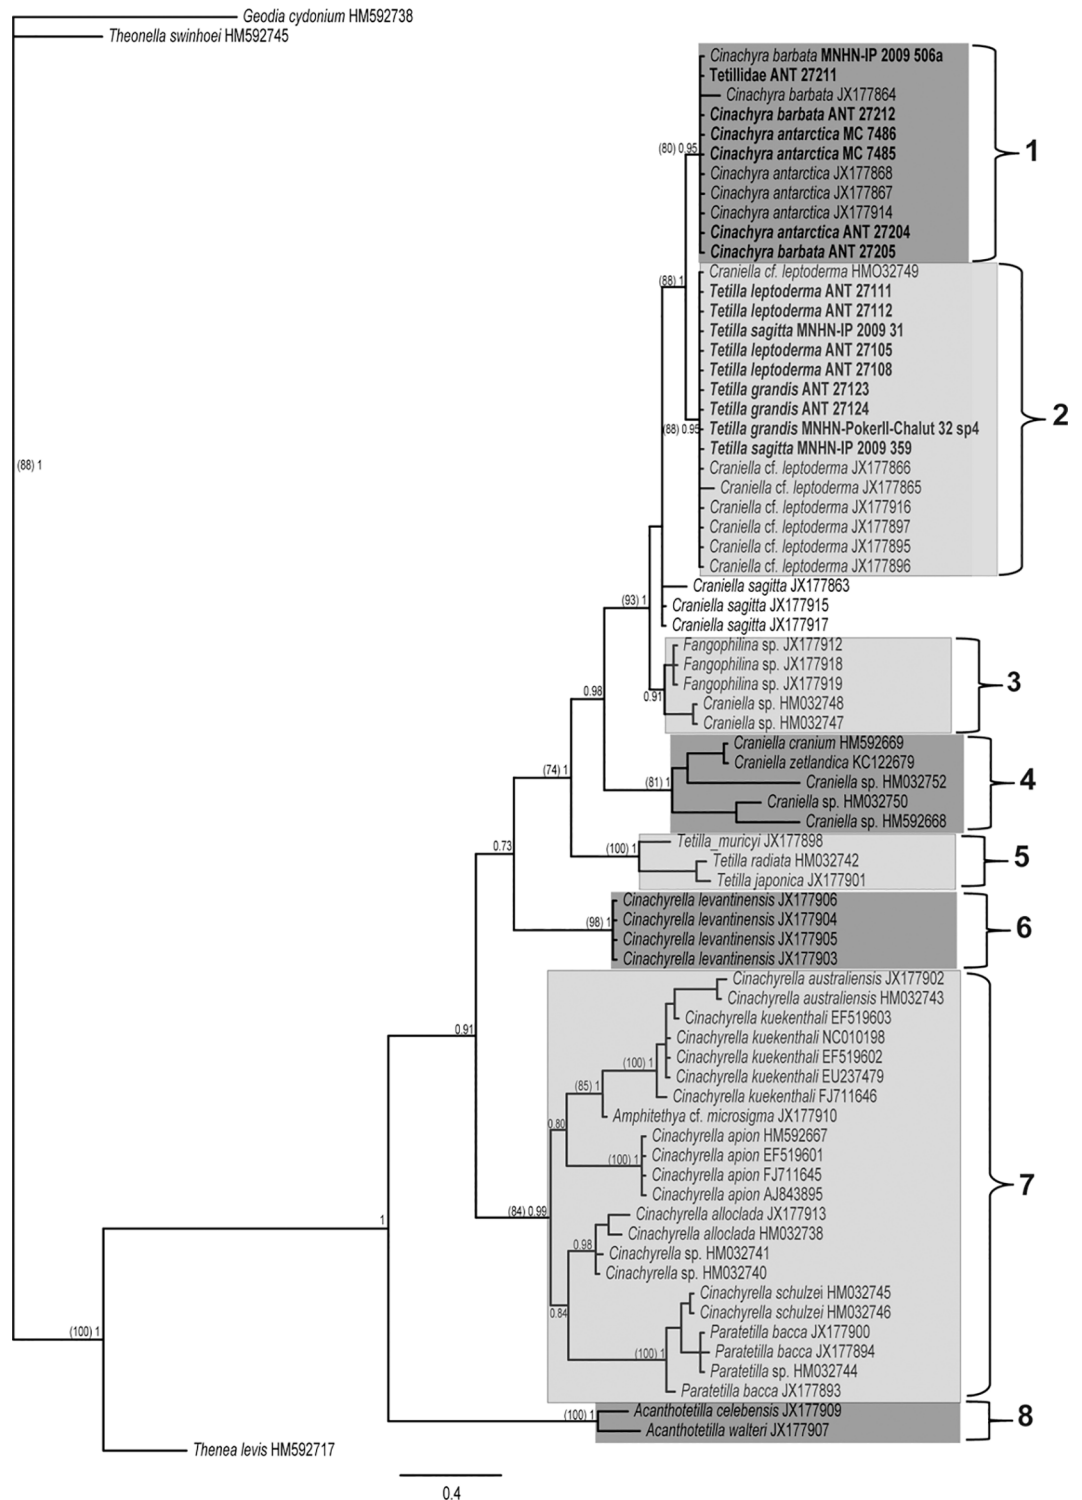 Geodia cydonium HM592738
Theonella swinhoei HM592745
Cinachyra barbata MNHN-IP 2009 506a
Tetillidae ANT 27211
Cinachyra barbata JX177864
Cinachyra barbata ANT 27212
Cinachyra antarctica MC 7486
(80) 0.95
Cinachyra antarctica MC 7485
1
Cinachyra antarctica JX177868
Cinachyra antarctica JX177867
Cinachyra antarctica JX177914
Cinachyra antarctica ANT 27204
Cinachyra barbata ANT 27205
Craniella cf. leptoderma HMO32749
(88) 1
Tetilla leptoderma ANT 27111
Tetilla leptoderma ANT 27112
Tetilla sagitta MNHN-IP 2009 31
Tetilla leptoderma ANT 27105
Tetilla leptoderma ANT 27108
Tetilla grandis ANT 27123
Tetilla grandis ANT 27124
2
(88) 0.95
Tetilla grandis MNHN-PokerII-Chalut 32 sp4
Tetilla sagitta MNHN-IP 2009 359
(88) 1
Craniella cf. leptoderma JX177866
Craniella cf. leptoderma JX177865
Craniella cf. leptoderma JX177916
Craniella cf. leptoderma JX177897
Craniella cf. leptoderma JX177895
Craniella cf. leptoderma JX177896
Craniella sagitta JX177863
(93) 1
Craniella sagitta JX177915
Craniella sagitta JX177917
Fangophilina sp. JX177912
Fangophilina sp. JX177918
Fangophilina sp. JX177919
3
0.98
0.91
Craniella sp. HM032748
Craniella sp. HM032747
Craniella cranium HM592669
Craniella zetlandica KC122679
(74) 1
(81) 1
Craniella sp. HM032752
4
Craniella sp. HM032750
Craniella sp. HM592668
Tetilla_muricyi JX177898
0.73
(100) 1
Tetilla radiata HM032742
5
Tetilla japonica JX177901
Cinachyrella levantinensis JX177906
(98) 1
Cinachyrella levantinensis JX177904
6
Cinachyrella levantinensis JX177905
Cinachyrella levantinensis JX177903
Cinachyrella australiensis JX177902
Cinachyrella australiensis HM032743
Cinachyrella kuekenthali EF519603
0.91
Cinachyrella kuekenthali NC010198
Cinachyrella kuekenthali EF519602
(100) 1
Cinachyrella kuekenthali EU237479
(85) 1
Cinachyrella kuekenthali FJ711646
Amphitethya cf. microsigma JX177910
0.80
Cinachyrella apion HM592667
Cinachyrella apion EF519601
(100) 1
Cinachyrella apion FJ711645
7
Cinachyrella apion AJ843895
(84) 0.99
Cinachyrella alloclada JX177913
1
Cinachyrella alloclada HM032738
0.98
Cinachyrella sp. HM032741
Cinachyrella sp. HM032740
Cinachyrella schulzei HM032745
0.84
Cinachyrella schulzei HM032746
(100) 1
Paratetilla bacca JX177900
(100) 1
Paratetilla bacca JX177894
Paratetilla sp. HM032744
Paratetilla bacca JX177893
(100) 1
Acanthotetilla celebensis JX177909
8
Acanthotetilla walteri JX177907
Thenea levis HM592717
0.4